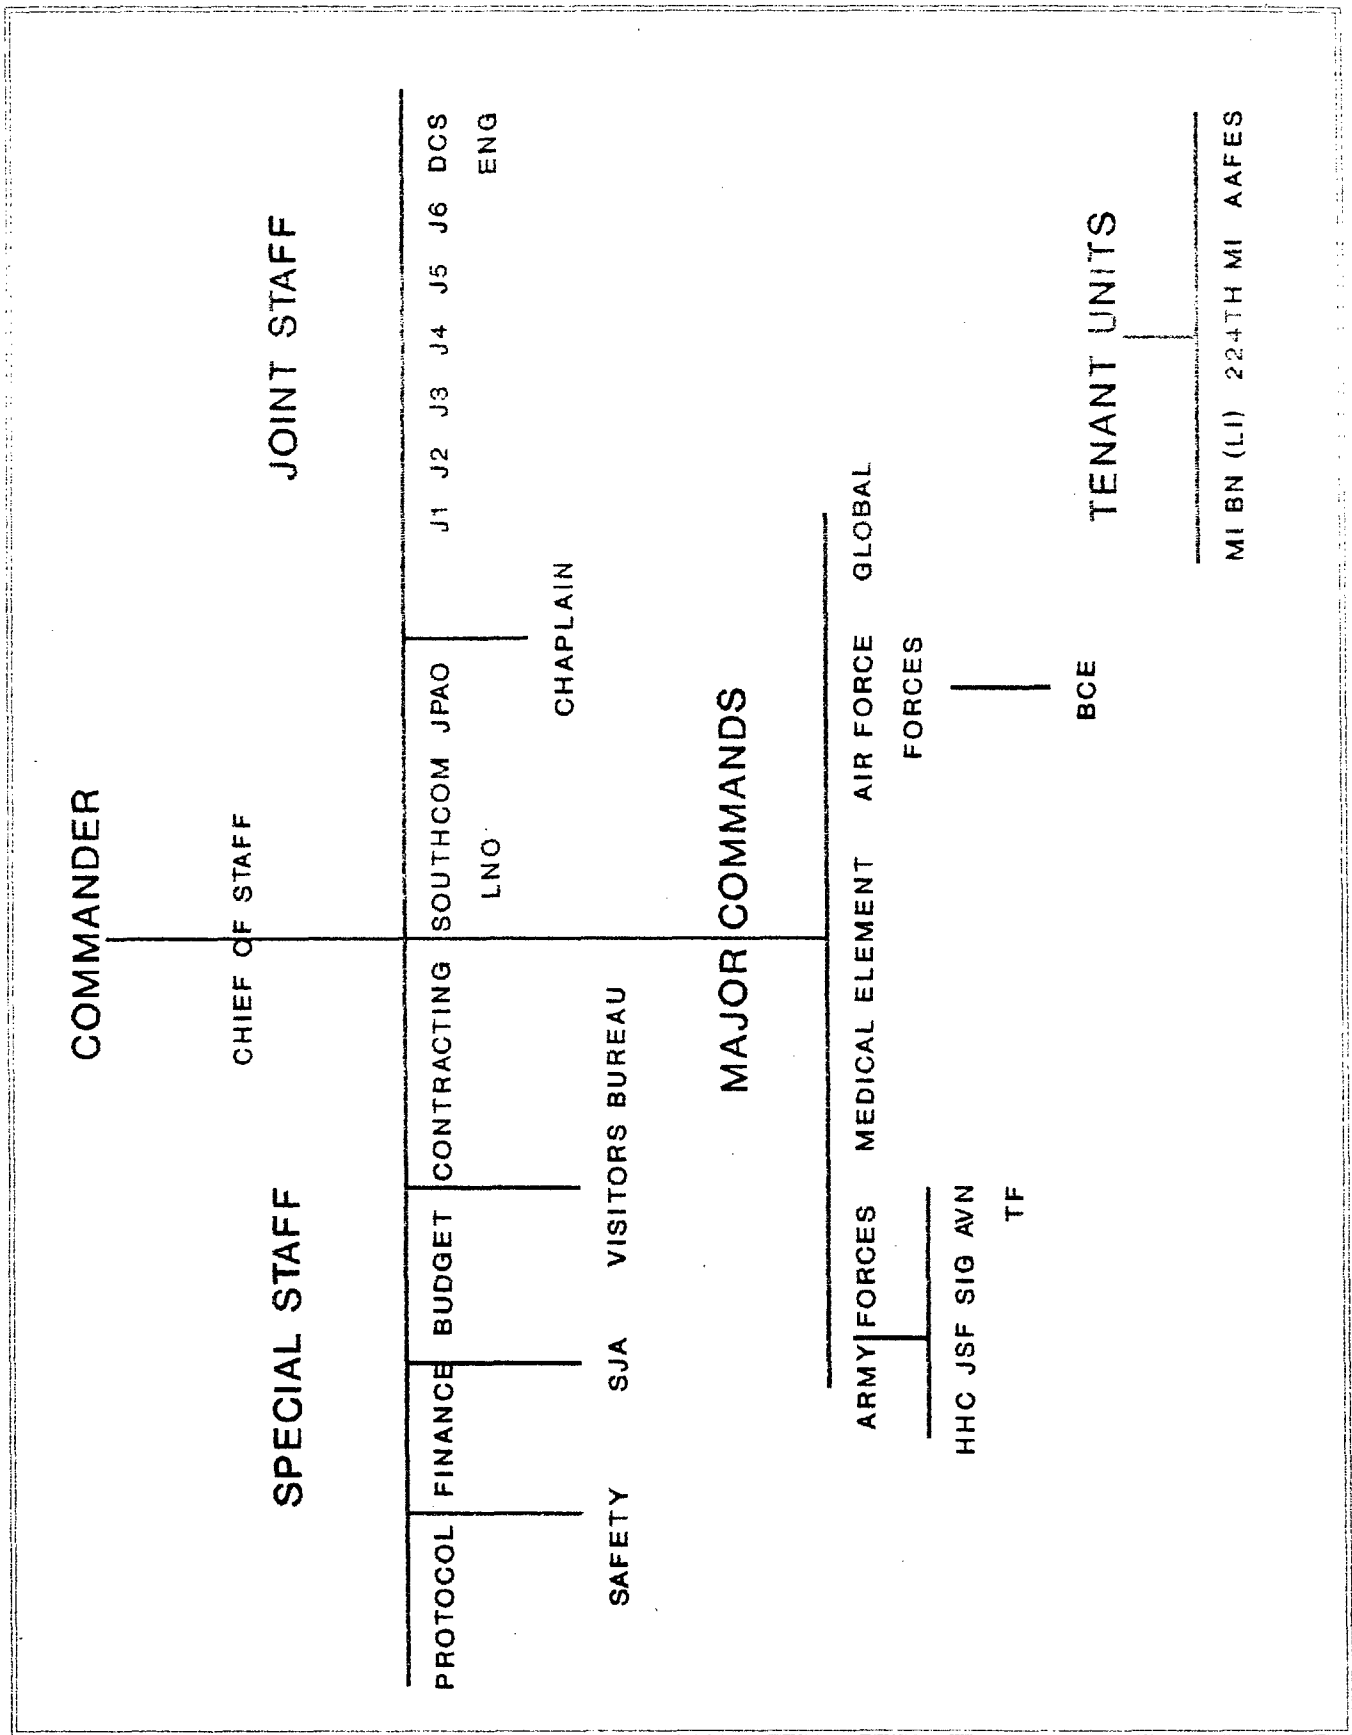 COMMANDER
CHIEF OF STAFF
SPECIAL STAFF
JOINT STAFF
PROTOCOL FINANCE BUDGET CONTRACTING SOUTHCOM JPAO J1 J2 J3 J4 J5 J6 DCS
LNO
ENG
CHAPLAIN
SAFETY SJA VISITORS BUREAU
MAJOR COMMANDS
ARMY FORCES MEDICAL ELEMENT AIR FORCE GLOBAL
FORCES
HHC JSF SIG AVN
TF
BCE
TENANT UNITS
MI BN (LI) 224TH MI AAFES